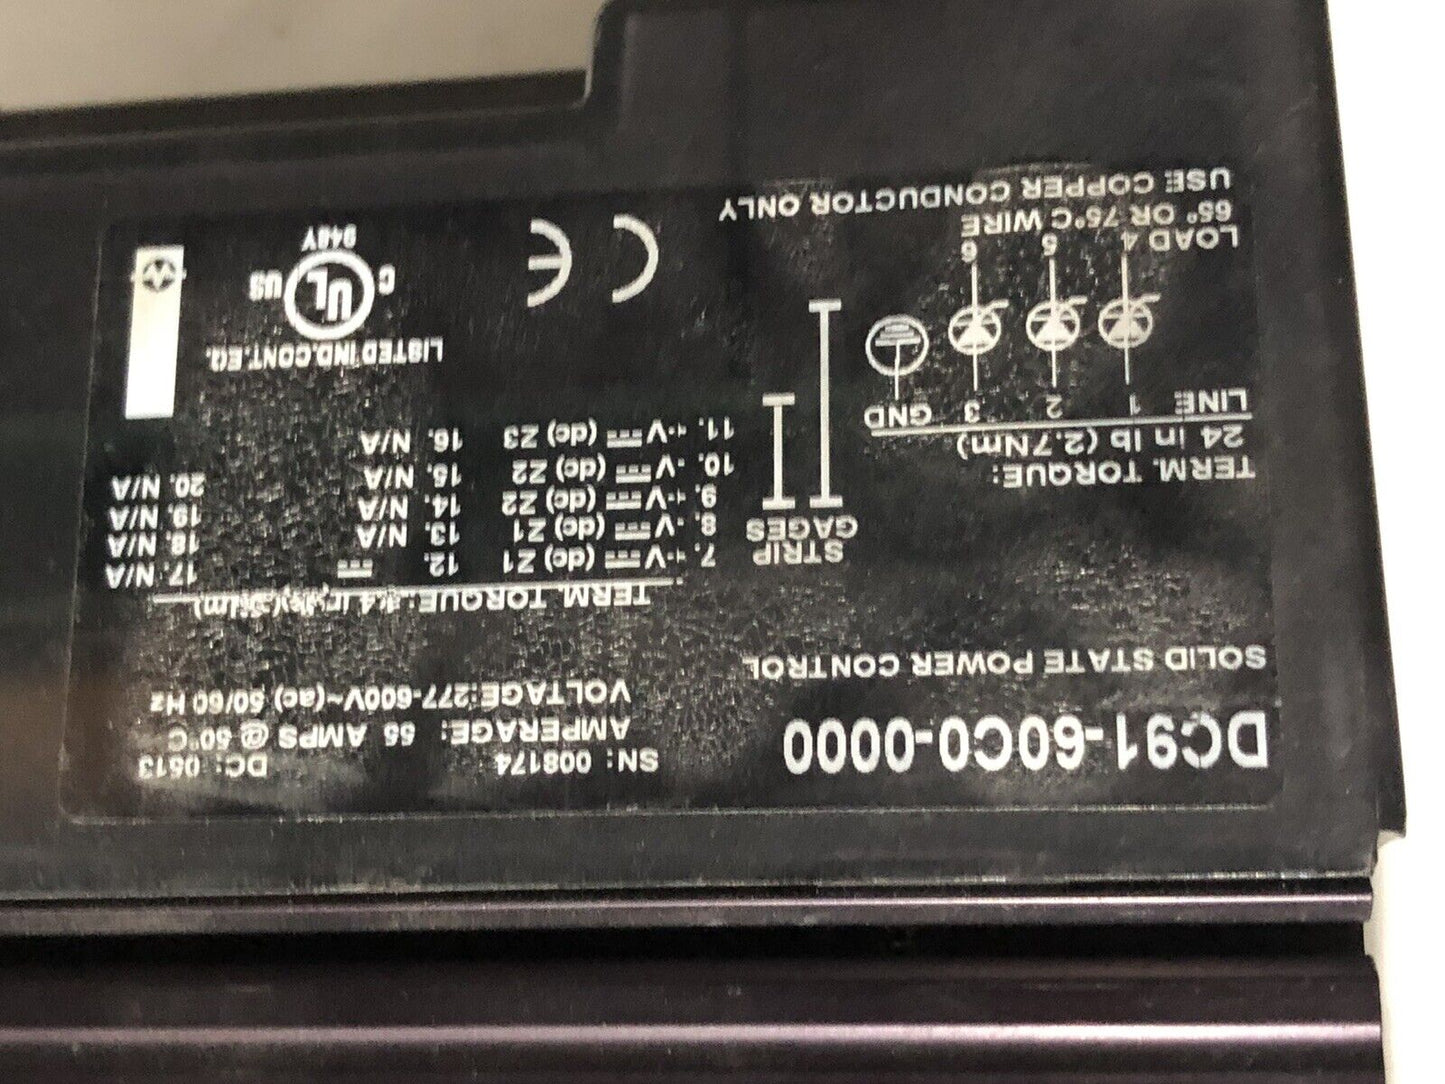 DC91-60C0-0000
SOLID STATE POWER CONTROL
SN: 008174 DC: 0513
AMPERAGE: 55 AMPS @ 50°C
VOLTAGE:277-600V~(ac) 50/60 Hz
TERM. TORQUE:
24 in lb (2.7Nm)
LINE 1 2 3 GND
LOAD 4 5 6
65° OR 75°C WIRE
USE COPPER CONDUCTOR ONLY
STRIP
GAGES
TERM. TORQUE:
7. +V (dc) Z1 12. 17. N/A
8. -V (dc) Z1 13. N/A 18. N/A
9. +V (dc) Z2 14. N/A 19. N/A
10. -V (dc) Z2 15. N/A 20. N/A
11. +V (dc) Z3 16. N/A
LISTED IND.CONT.EQ.
C UL US
948Y
CE